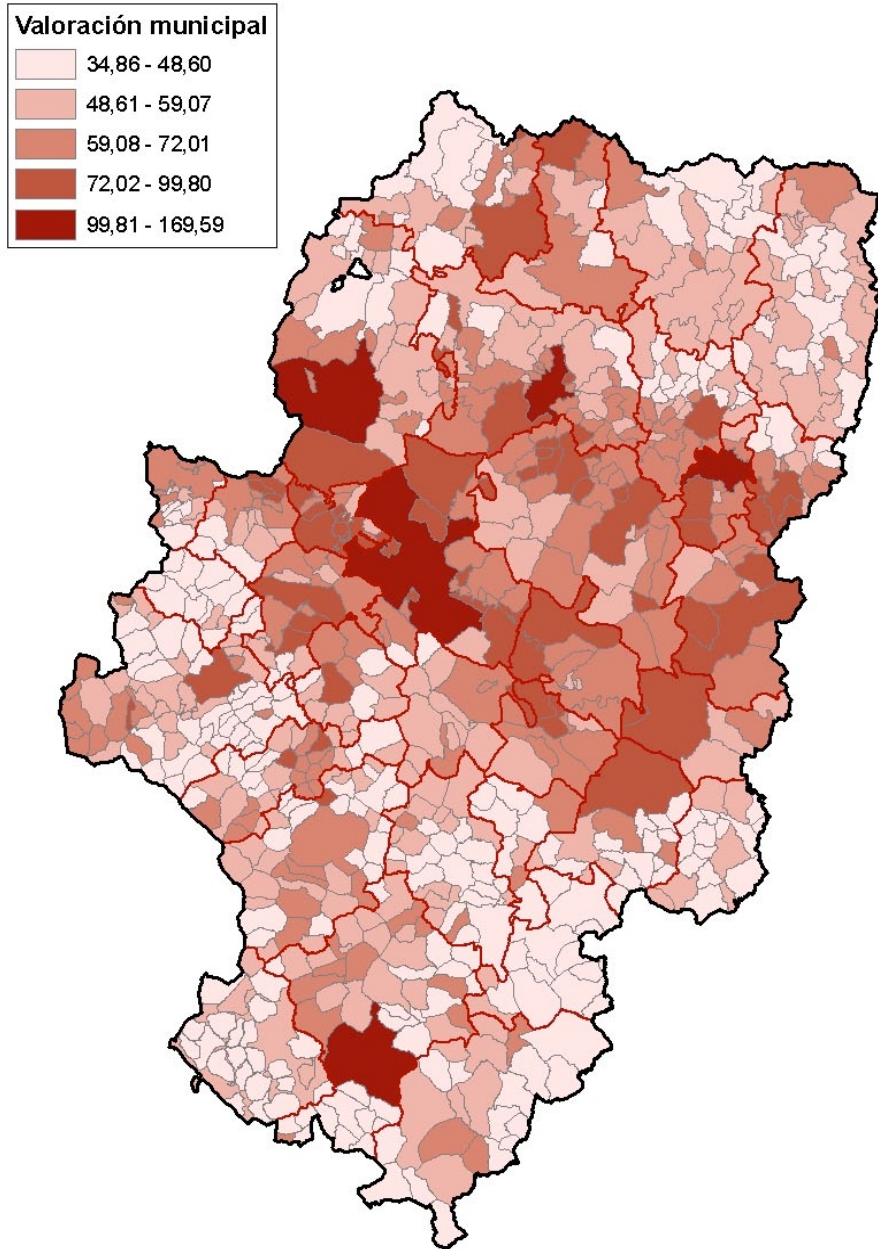 Valoración municipal
34,86 - 48,60
48,61 - 59,07
59,08 - 72,01
72,02 - 99,80
99,81 - 169,59